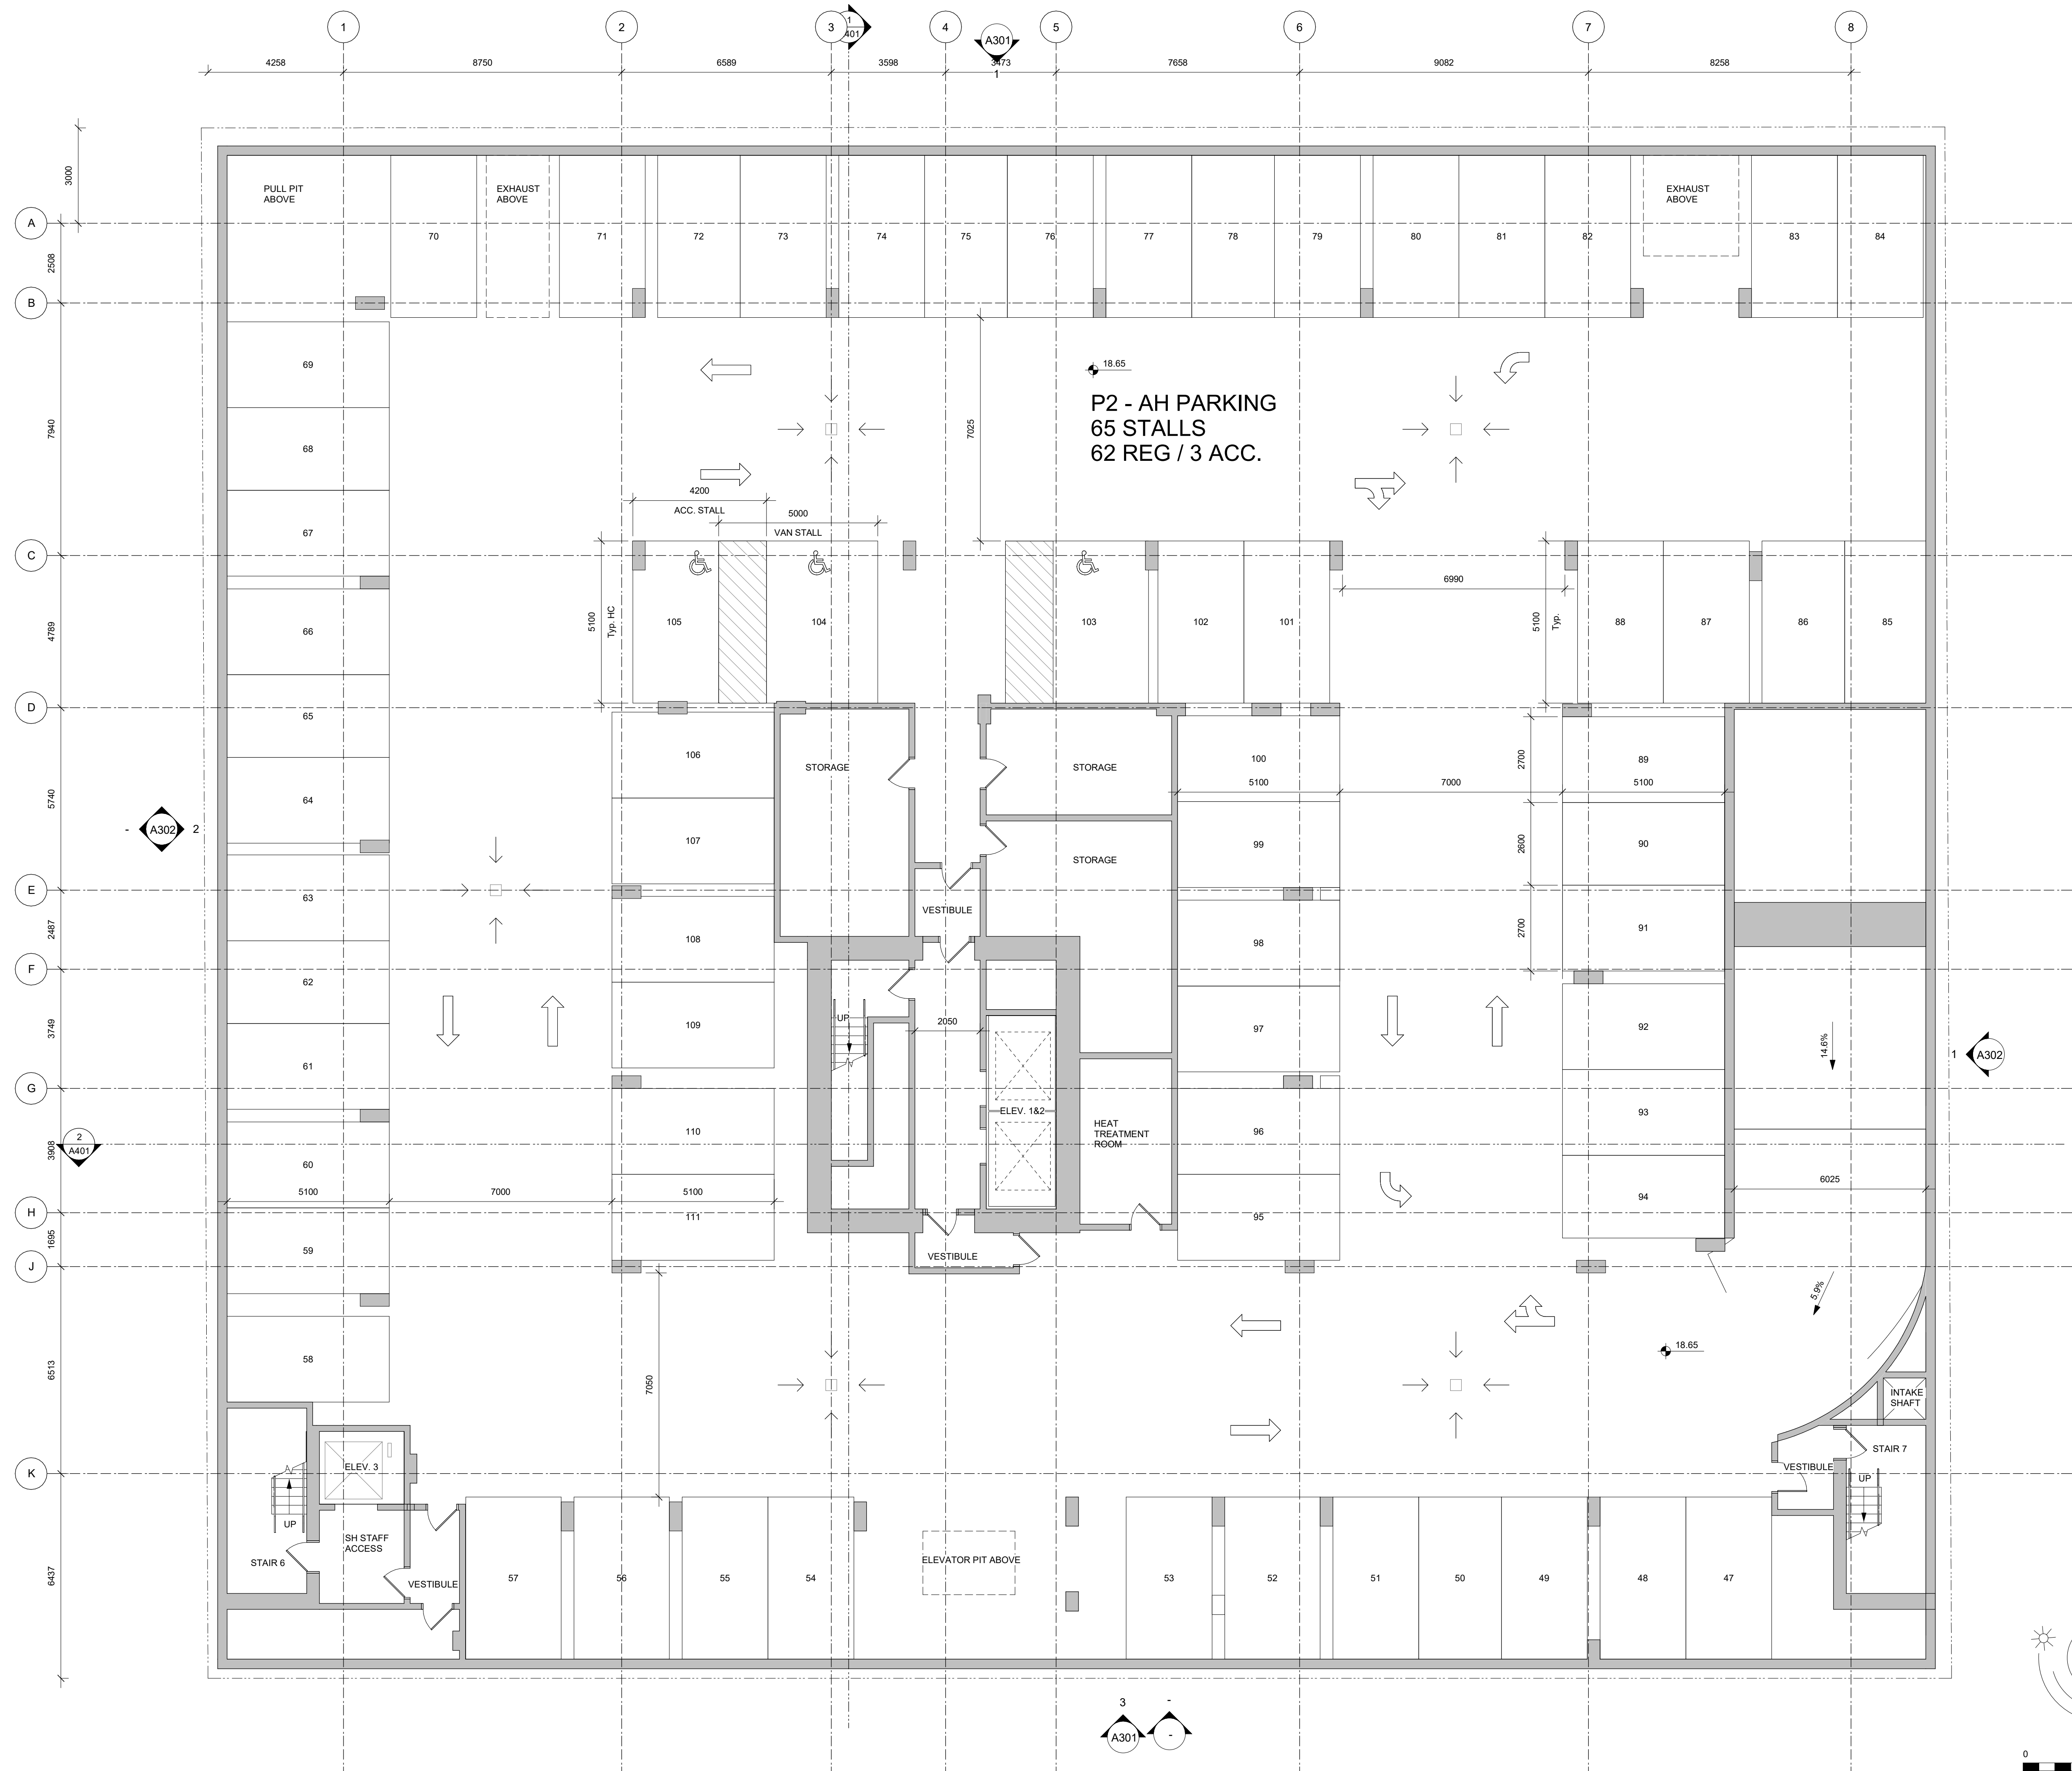 1
2
3
1
401
4
A301
1
5
6
7
8
4258
8750
6589
3598
3473
7658
9082
8258
3000
A
2508
B
7940
C
4789
D
5740
E
2487
F
3749
G
3908
H
1695
J
6513
K
6437
PULL PIT
ABOVE
70
EXHAUST
ABOVE
71
72
73
74
75
76
77
78
79
80
81
82
EXHAUST
ABOVE
83
84
69
68
67
66
65
64
63
62
61
60
59
58
18.65
P2 - AH PARKING
65 STALLS
62 REG / 3 ACC.
7025
4200
ACC. STALL
5000
VAN STALL
5100
Typ. HC
105
104
103
102
101
6990
5100
Typ.
88
87
86
85
106
107
108
109
110
111
STORAGE
STORAGE
STORAGE
VESTIBULE
UP
2050
ELEV. 1&2
HEAT
TREATMENT
ROOM
VESTIBULE
100
5100
7000
5100
99
98
97
96
95
2700
2600
2700
89
90
91
92
93
94
14.6%
6025
5.9%
- A302 2
1 A302
2
A401
5100
7000
5100
7050
18.65
INTAKE
SHAFT
STAIR 7
VESTIBULE
UP
ELEV. 3
UP
SH STAFF
ACCESS
STAIR 6
VESTIBULE
57
56
55
54
ELEVATOR PIT ABOVE
53
52
51
50
49
48
47
3
A301
-
-
0